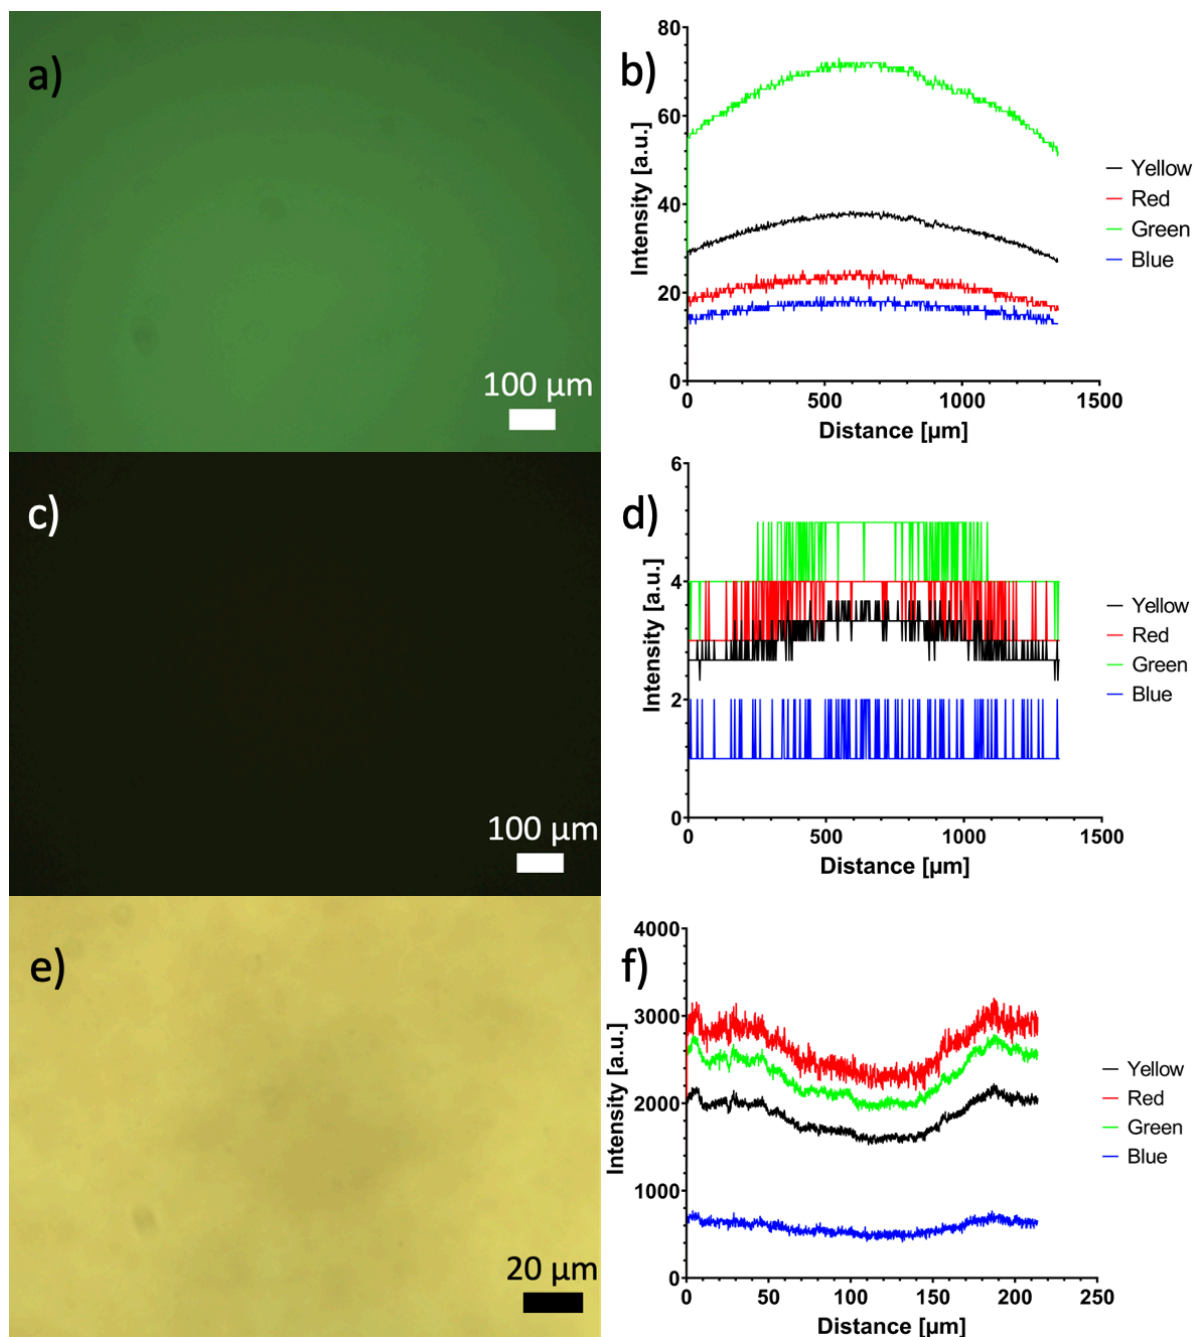 a)
100 µm
b)
80
60
40
20
0
Intensity [a.u.]
0 500 1000 1500
Distance [µm]
Yellow
Red
Green
Blue
c)
100 µm
d)
6
4
2
0
Intensity [a.u.]
0 500 1000 1500
Distance [µm]
Yellow
Red
Green
Blue
e)
20 µm
f)
4000
3000
2000
1000
0
Intensity [a.u.]
0 50 100 150 200 250
Distance [µm]
Yellow
Red
Green
Blue